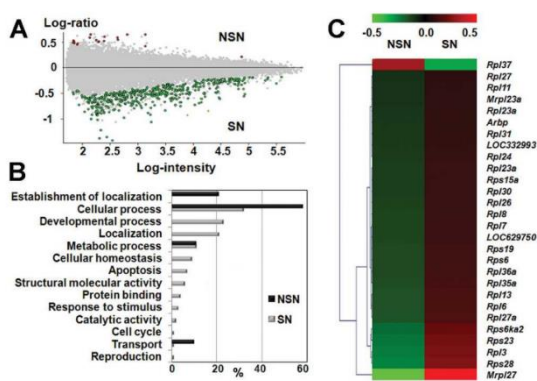 A
Log-ratio
0.5
0
-0.5
-1
NSN
SN
2
2.5
3
3.5
4
4.5
5
5.5
Log-intensity
B
Establishment of localization
Cellular process
Developmental process
Localization
Metabolic process
Cellular homeostasis
Apoptosis
Structural molecular activity
Protein binding
Response to stimulus
Catalytic activity
Cell cycle
Transport
Reproduction
NSN
SN
0
20
40
60
%
C
-0.5 0.0 0.5
NSN SN
Rpl37
Rpl27
Rpl11
Mrpl23a
Rpl23a
Arbp
Rpl31
LOC332993
Rpl24
Rpl23a
Rps15a
Rpl30
Rpl26
Rpl8
Rpl7
LOC629750
Rps19
Rps6
Rpl36a
Rpl35a
Rpl13
Rpl6
Rpl27a
Rps6ka2
Rps23
Rpl3
Rps28
Mrpl27